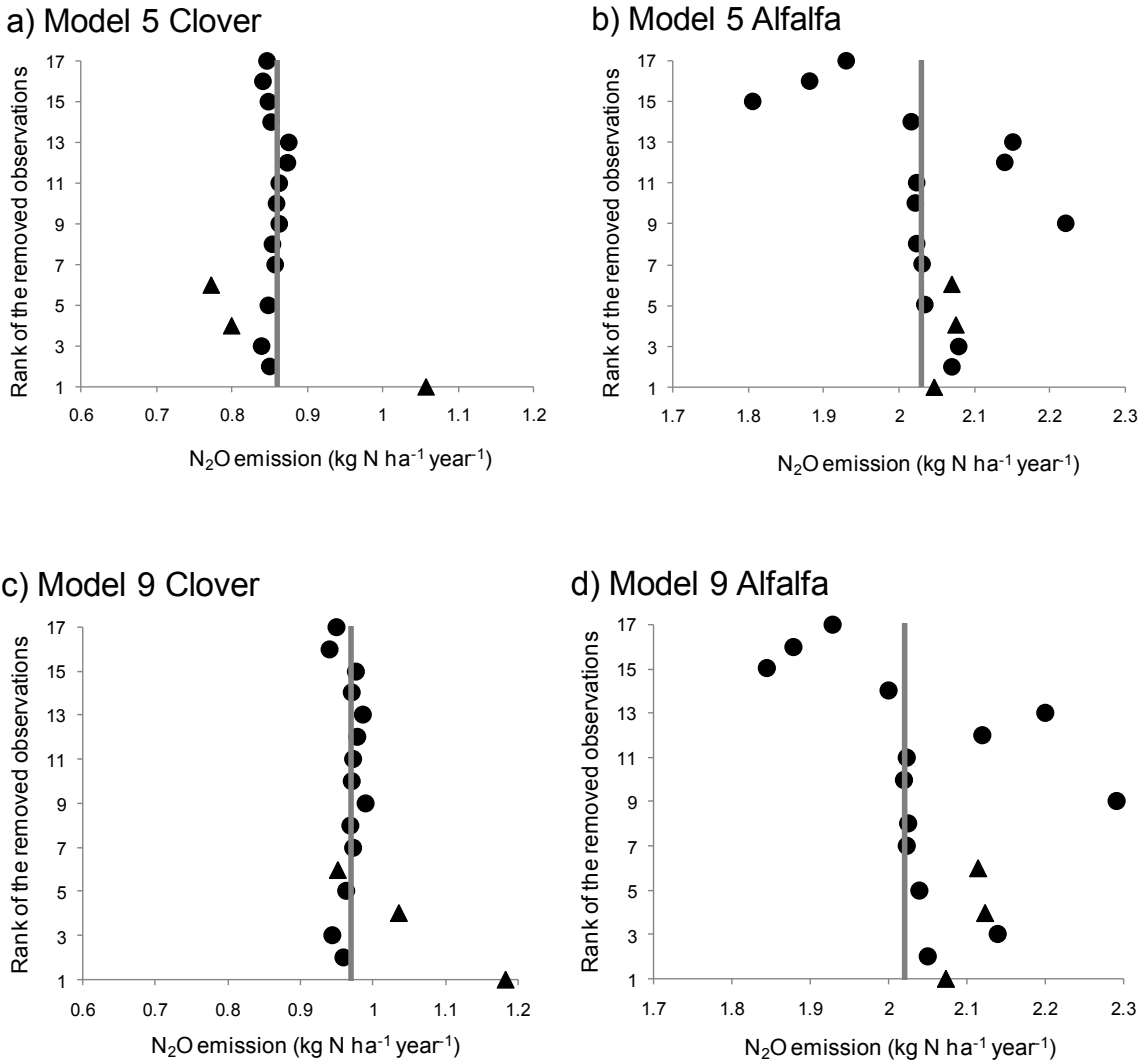 a) Model 5 Clover
Rank of the removed observations
17
15
13
11
9
7
5
3
1
0.6 0.7 0.8 0.9 1 1.1 1.2
N₂O emission (kg N ha⁻¹ year⁻¹)
b) Model 5 Alfalfa
Rank of the removed observations
17
15
13
11
9
7
5
3
1
1.7 1.8 1.9 2 2.1 2.2 2.3
N₂O emission (kg N ha⁻¹ year⁻¹)
c) Model 9 Clover
Rank of the removed observations
17
15
13
11
9
7
5
3
1
0.6 0.7 0.8 0.9 1 1.1 1.2
N₂O emission (kg N ha⁻¹ year⁻¹)
d) Model 9 Alfalfa
Rank of the removed observations
17
15
13
11
9
7
5
3
1
1.7 1.8 1.9 2 2.1 2.2 2.3
N₂O emission (kg N ha⁻¹ year⁻¹)